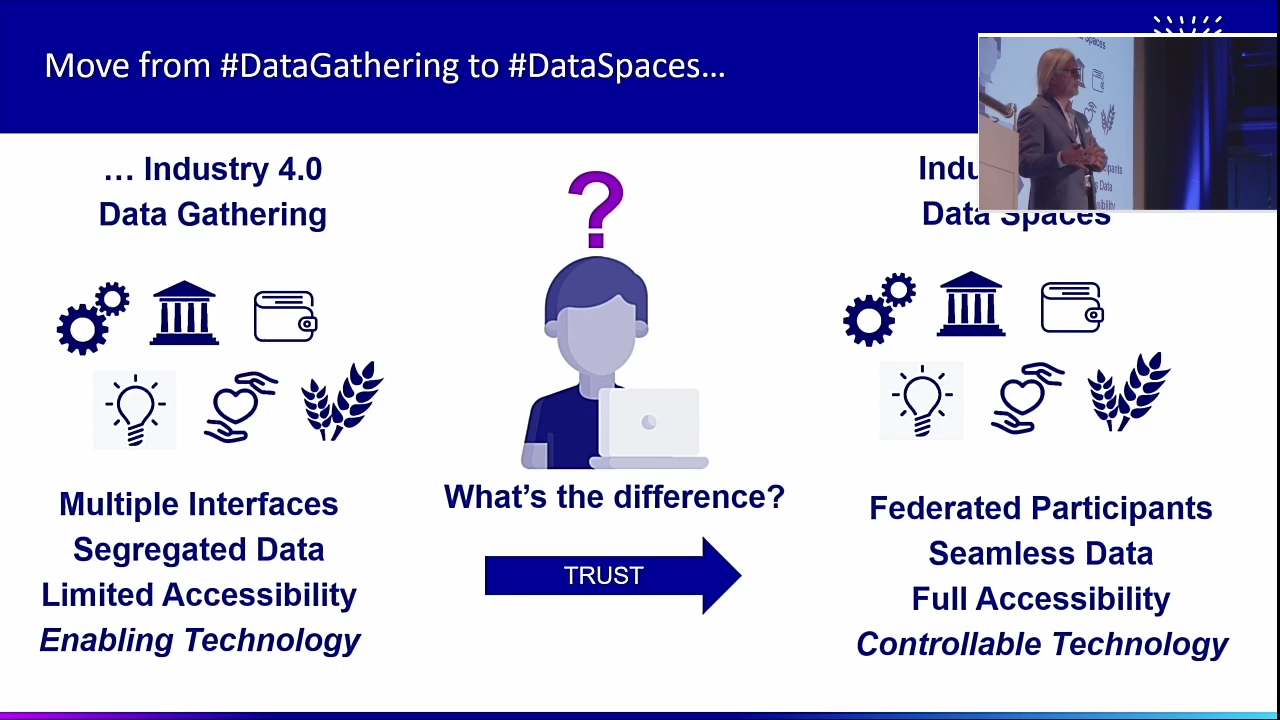 Move from #DataGathering to #DataSpaces…
… Industry 4.0
Data Gathering
Data Spaces
What’s the difference?
TRUST
Multiple Interfaces
Segregated Data
Limited Accessibility
Enabling Technology
Federated Participants
Seamless Data
Full Accessibility
Controllable Technology